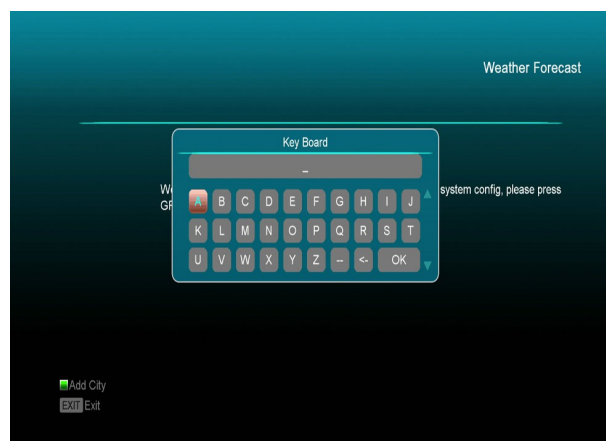 Weather Forecast
Key Board
_
system config, please press
A B C D E F G H I J
K L M N O P Q R S T
U V W X Y Z -- <- OK
Add City
EXIT Exit